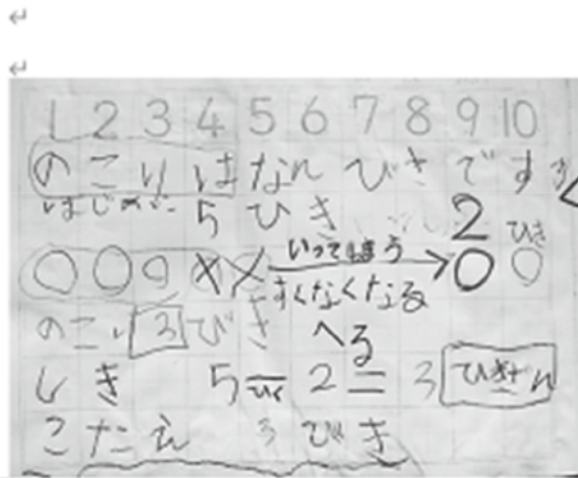 1 2 3 4 5 6 7 8 9 10
のこりはなんびきですか
はじめに 5ひき 2ひき
いってしまう
○○○×× → ○○
すくなくなる
のこり 3びき へる
しき 5－2＝3 ひきざん
ひく
こたえ 3びき